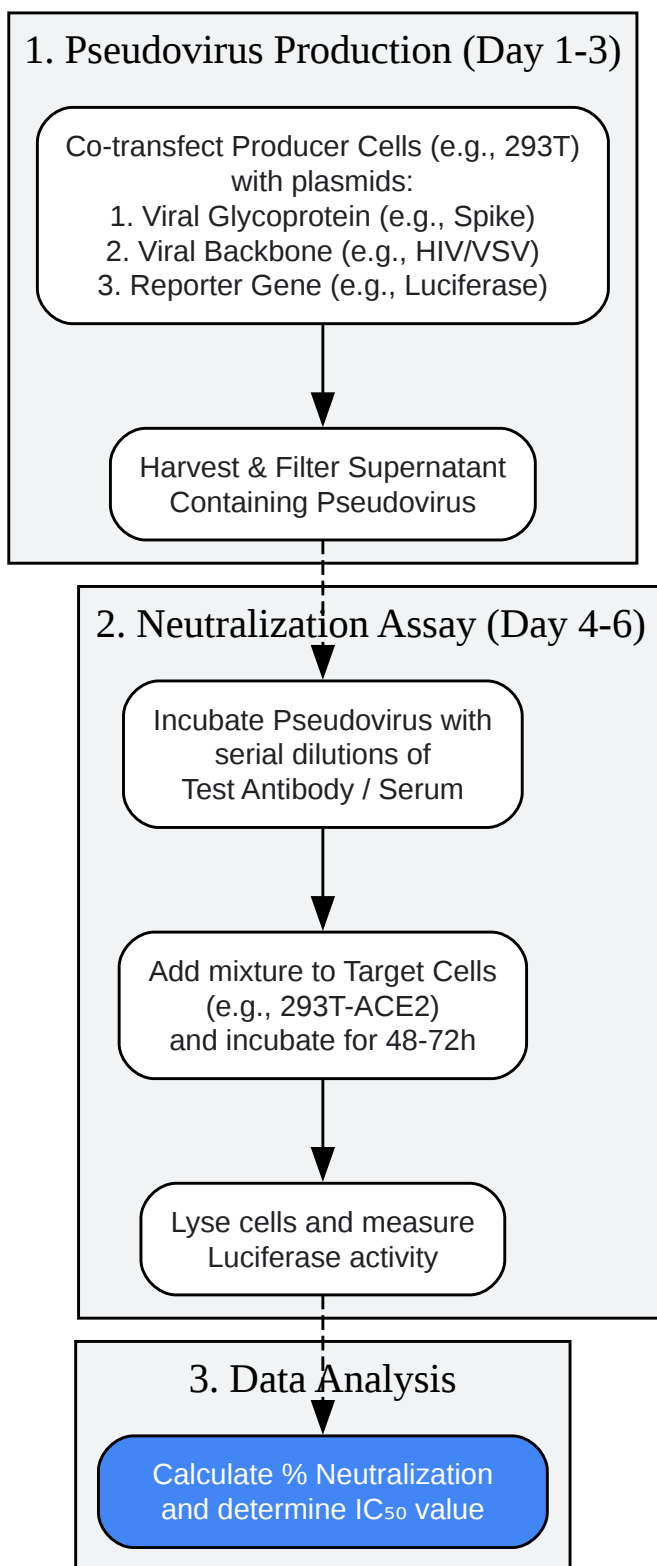 1. Pseudovirus Production (Day 1-3)
Co-transfect Producer Cells (e.g., 293T)
with plasmids:
1. Viral Glycoprotein (e.g., Spike)
2. Viral Backbone (e.g., HIV/VSV)
3. Reporter Gene (e.g., Luciferase)
Harvest & Filter Supernatant
Containing Pseudovirus
2. Neutralization Assay (Day 4-6)
Incubate Pseudovirus with
serial dilutions of
Test Antibody / Serum
Add mixture to Target Cells
(e.g., 293T-ACE2)
and incubate for 48-72h
Lyse cells and measure
Luciferase activity
3. Data Analysis
Calculate % Neutralization
and determine IC₅₀ value